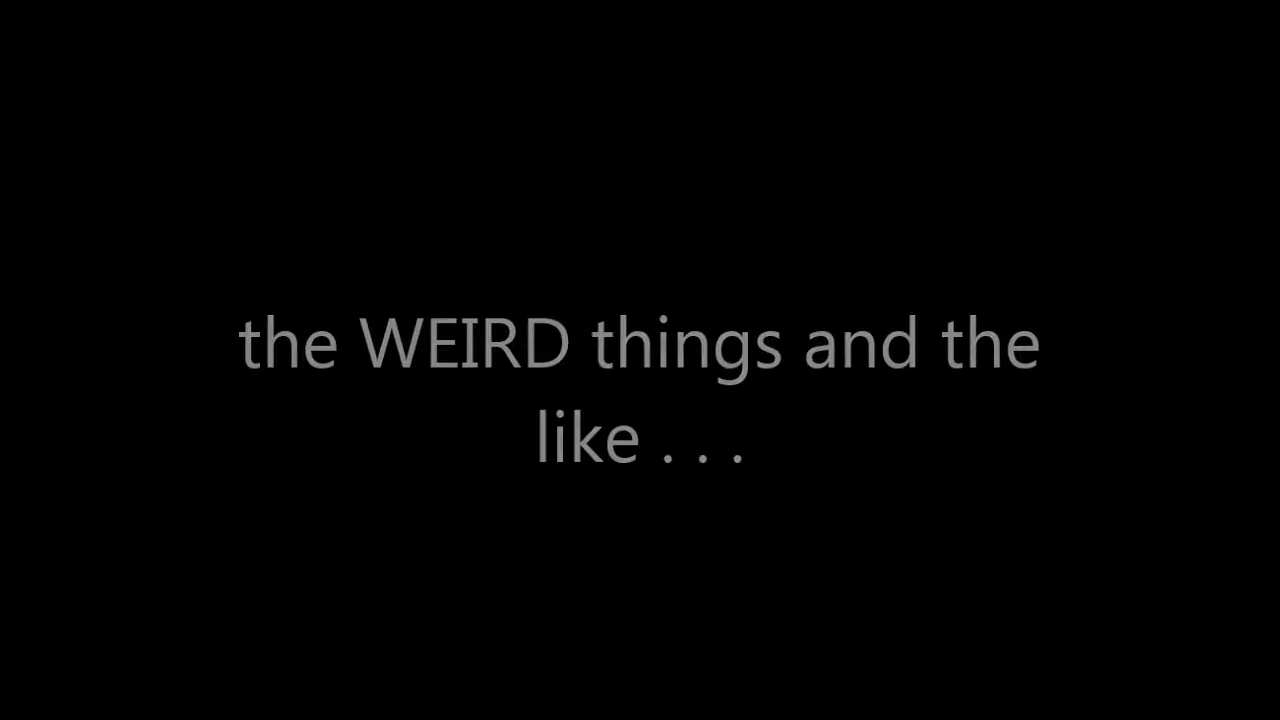 the WEIRD things and the
like . . .